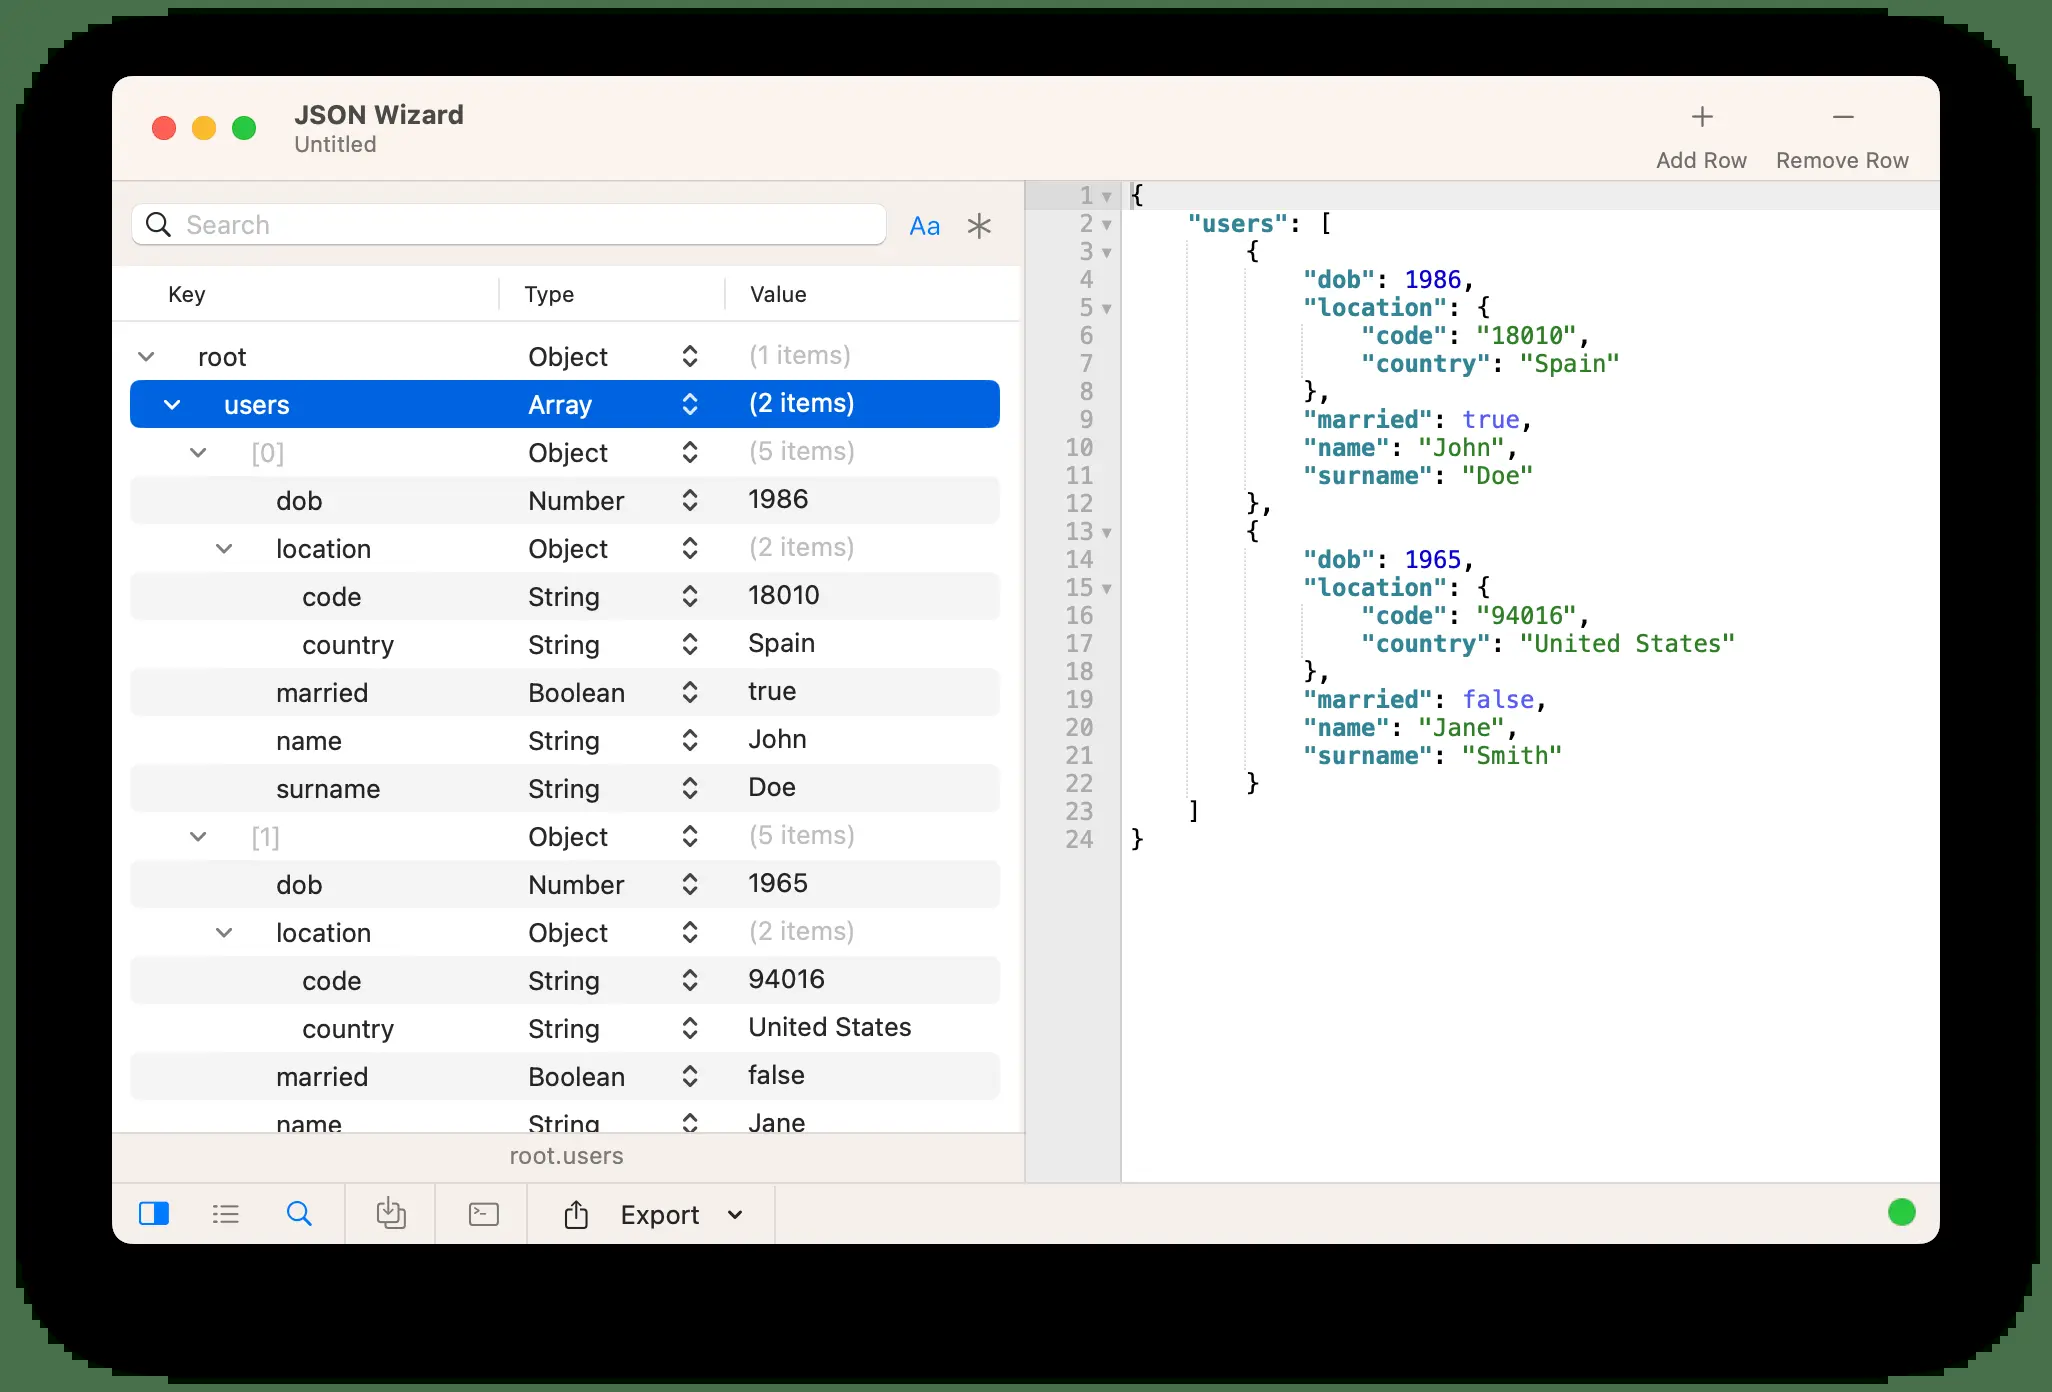 JSON Wizard
Untitled
Add Row
Remove Row
Search
Aa
Key Type Value
root Object (1 items)
users Array (2 items)
[0] Object (5 items)
dob Number 1986
location Object (2 items)
code String 18010
country String Spain
married Boolean true
name String John
surname String Doe
[1] Object (5 items)
dob Number 1965
location Object (2 items)
code String 94016
country String United States
married Boolean false
name String Jane
root.users
Export
1 {
2 "users": [
3 {
4 "dob": 1986,
5 "location": {
6 "code": "18010",
7 "country": "Spain"
8 },
9 "married": true,
10 "name": "John",
11 "surname": "Doe"
12 },
13 {
14 "dob": 1965,
15 "location": {
16 "code": "94016",
17 "country": "United States"
18 },
19 "married": false,
20 "name": "Jane",
21 "surname": "Smith"
22 }
23 ]
24 }